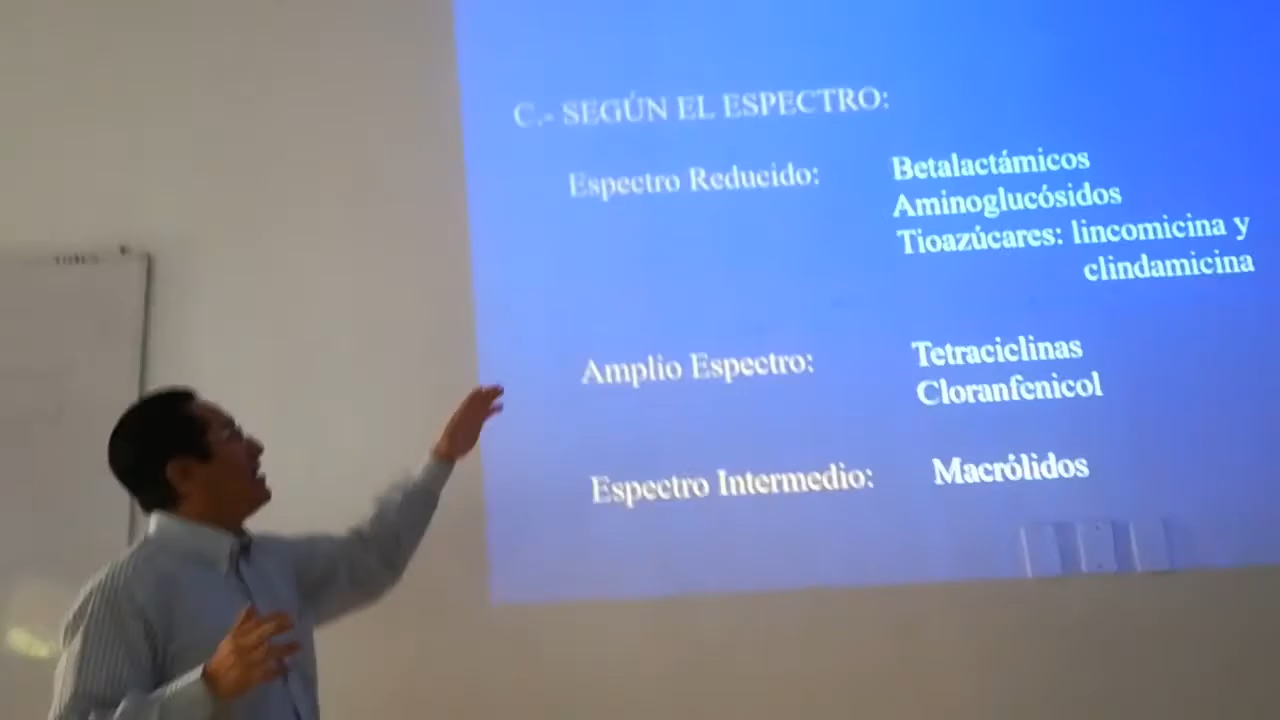 C.- SEGÚN EL ESPECTRO:
Espectro Reducido: Betalactámicos
Aminoglucósidos
Tioazúcares: lincomicina y
clindamicina
Amplio Espectro: Tetraciclinas
Cloranfenicol
Espectro Intermedio: Macrólidos